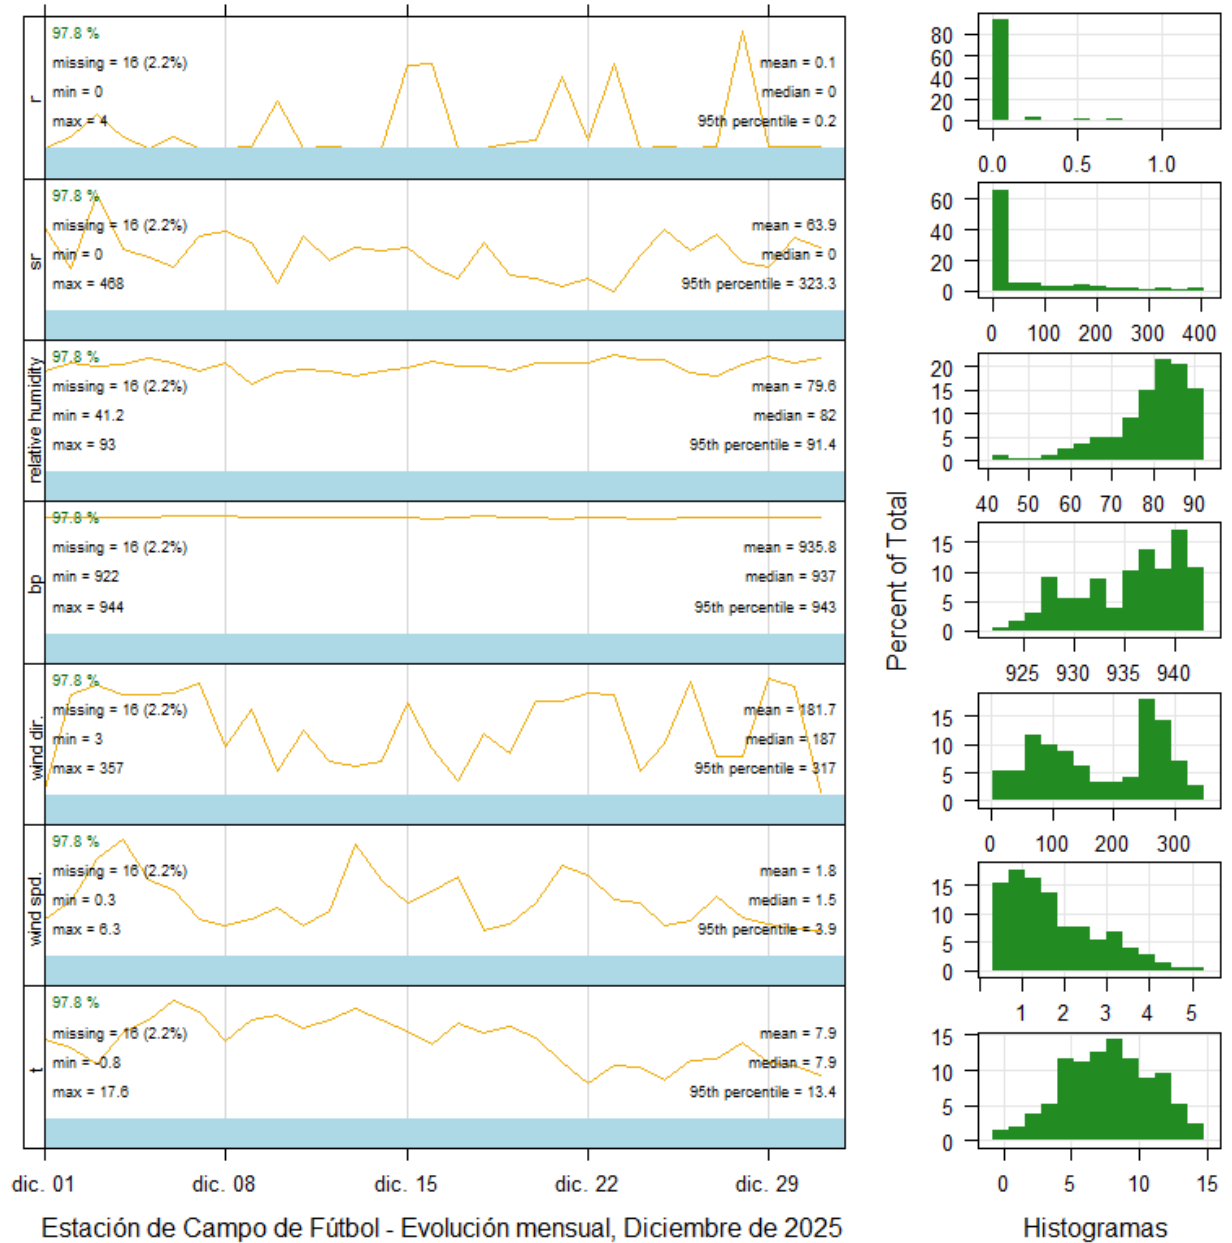 r
97.8 %
missing = 16 (2.2%)
min = 0
max = 4
mean = 0.1
median = 0
95th percentile = 0.2
sr
97.8 %
missing = 16 (2.2%)
min = 0
max = 468
mean = 63.9
median = 0
95th percentile = 323.3
relative humidity
97.8 %
missing = 16 (2.2%)
min = 41.2
max = 93
mean = 79.6
median = 82
95th percentile = 91.4
bp
97.8 %
missing = 16 (2.2%)
min = 922
max = 944
mean = 935.8
median = 937
95th percentile = 943
wind dir.
97.8 %
missing = 16 (2.2%)
min = 3
max = 357
mean = 181.7
median = 187
95th percentile = 317
wind spd.
97.8 %
missing = 16 (2.2%)
min = 0.3
max = 6.3
mean = 1.8
median = 1.5
95th percentile = 3.9
t
97.8 %
missing = 16 (2.2%)
min = -0.8
max = 17.6
mean = 7.9
median = 7.9
95th percentile = 13.4
dic. 01 dic. 08 dic. 15 dic. 22 dic. 29
Estación de Campo de Fútbol - Evolución mensual, Diciembre de 2025
Percent of Total
80
60
40
20
0
0.0 0.5 1.0
60
40
20
0
0 100 200 300 400
20
15
10
5
0
40 50 60 70 80 90
15
10
5
0
925 930 935 940
15
10
5
0
0 100 200 300
15
10
5
0
1 2 3 4 5
15
10
5
0
0 5 10 15
Histogramas